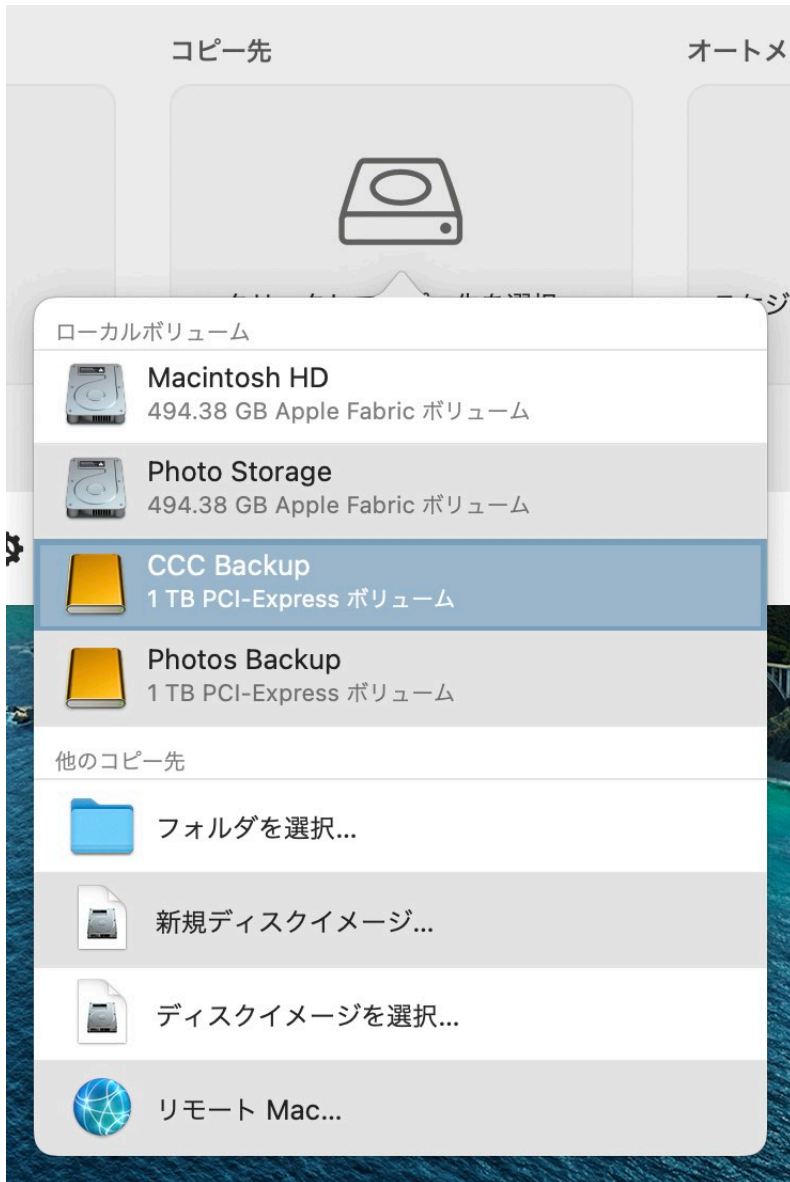 コピー先
オートメ
ローカルボリューム
Macintosh HD
494.38 GB Apple Fabric ボリューム
Photo Storage
494.38 GB Apple Fabric ボリューム
CCC Backup
1 TB PCI-Express ボリューム
Photos Backup
1 TB PCI-Express ボリューム
他のコピー先
フォルダを選択...
新規ディスクイメージ...
ディスクイメージを選択...
リモート Mac...